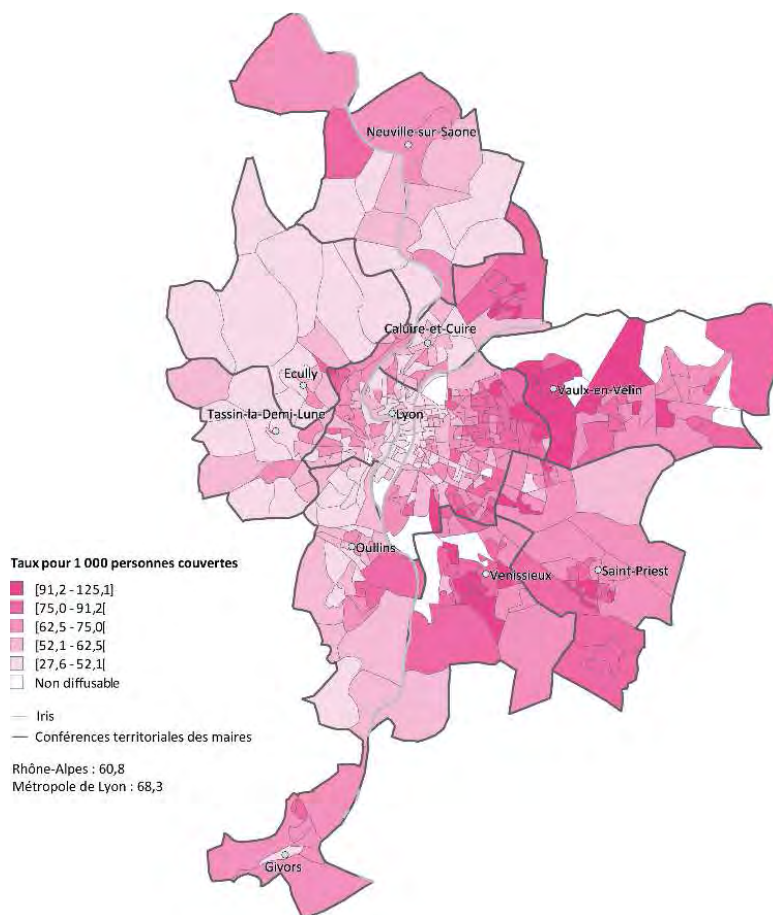 Neuville-sur-Saone
Caluire-et-Cuire
Ecully
Vaulx-en-Velin
Lyon
Tassin-la-Demi-Lune
Oullins
Saint-Priest
Venissieux
Taux pour 1 000 personnes couvertes
[91,2 - 125,1]
[75,0 - 91,2[
[62,5 - 75,0[
[52,1 - 62,5[
[27,6 - 52,1[
Non diffusable
Iris
Conférences territoriales des maires
Rhône-Alpes : 60,8
Métropole de Lyon : 68,3
Givors